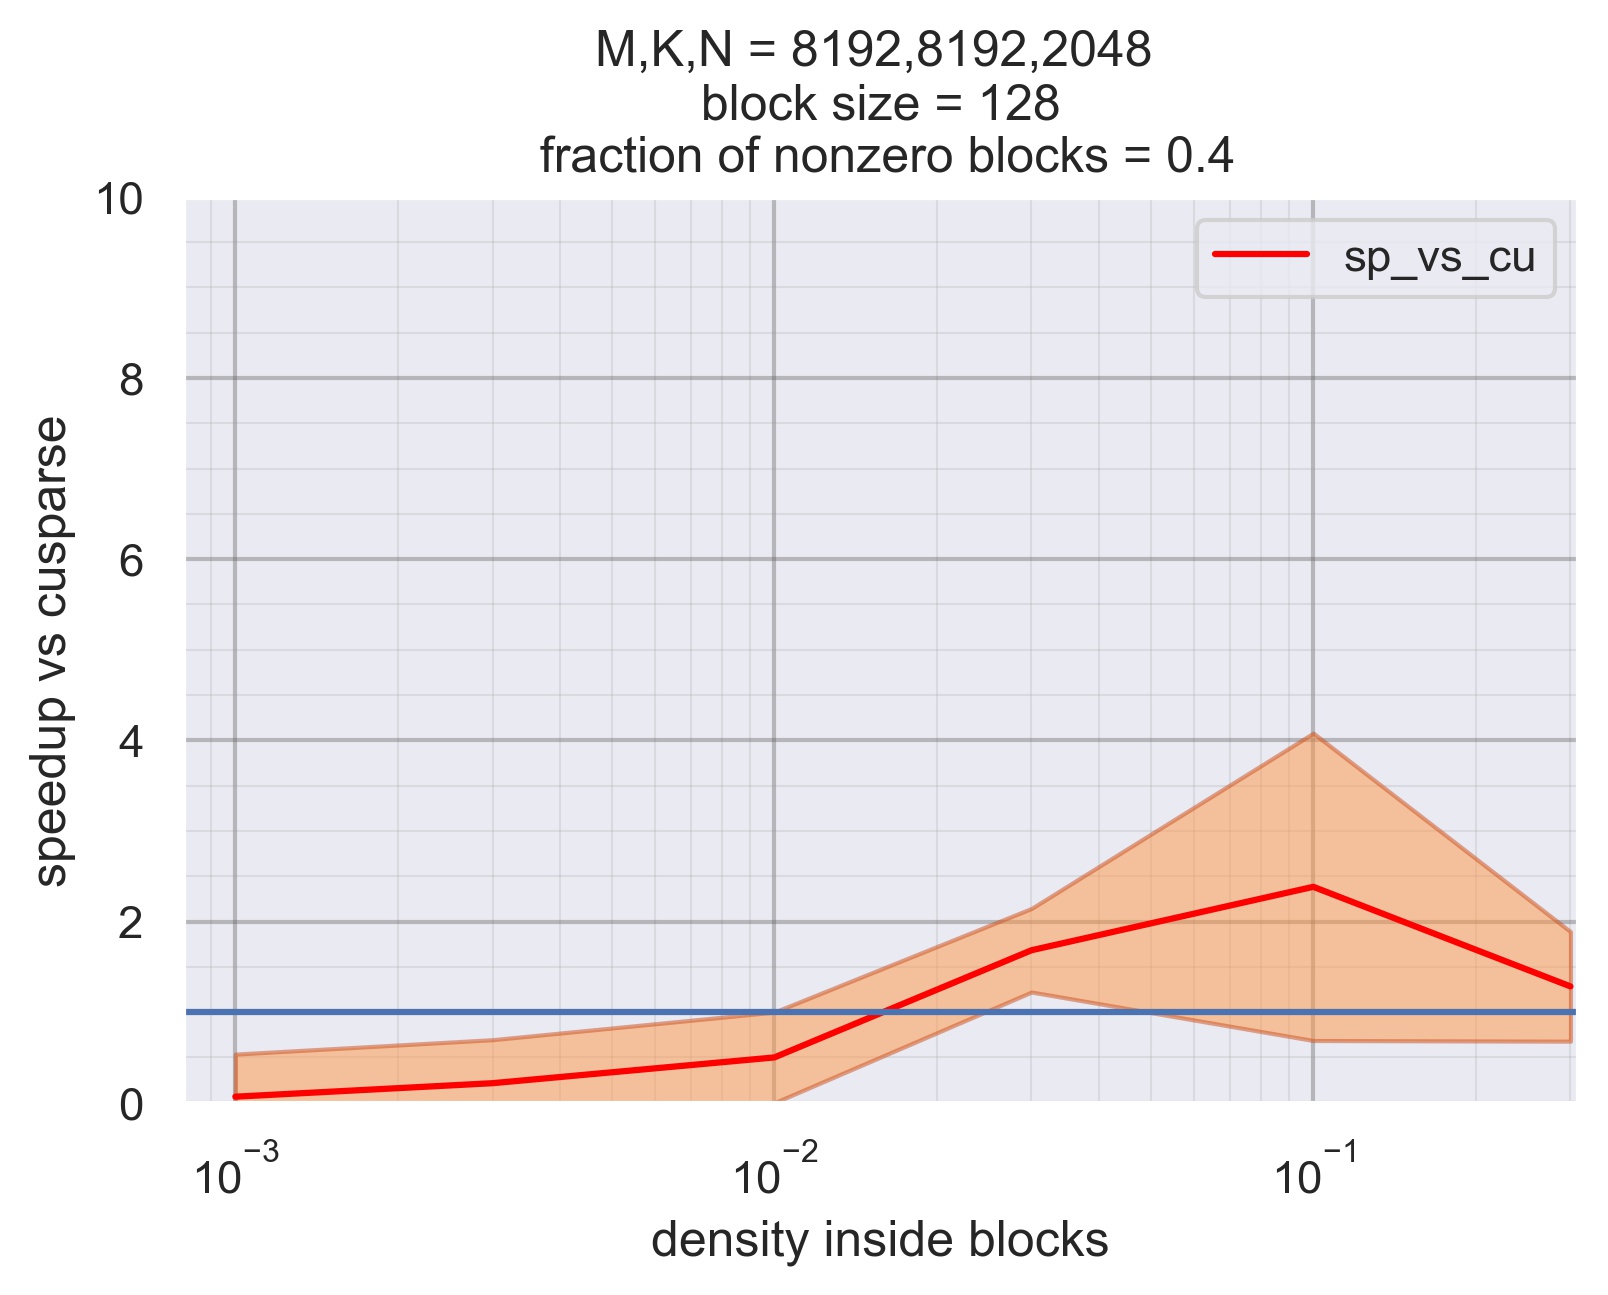 M,K,N = 8192,8192,2048
block size = 128
fraction of nonzero blocks = 0.4
sp_vs_cu
speedup vs cusparse
10
8
6
4
2
0
10⁻³
10⁻²
10⁻¹
density inside blocks